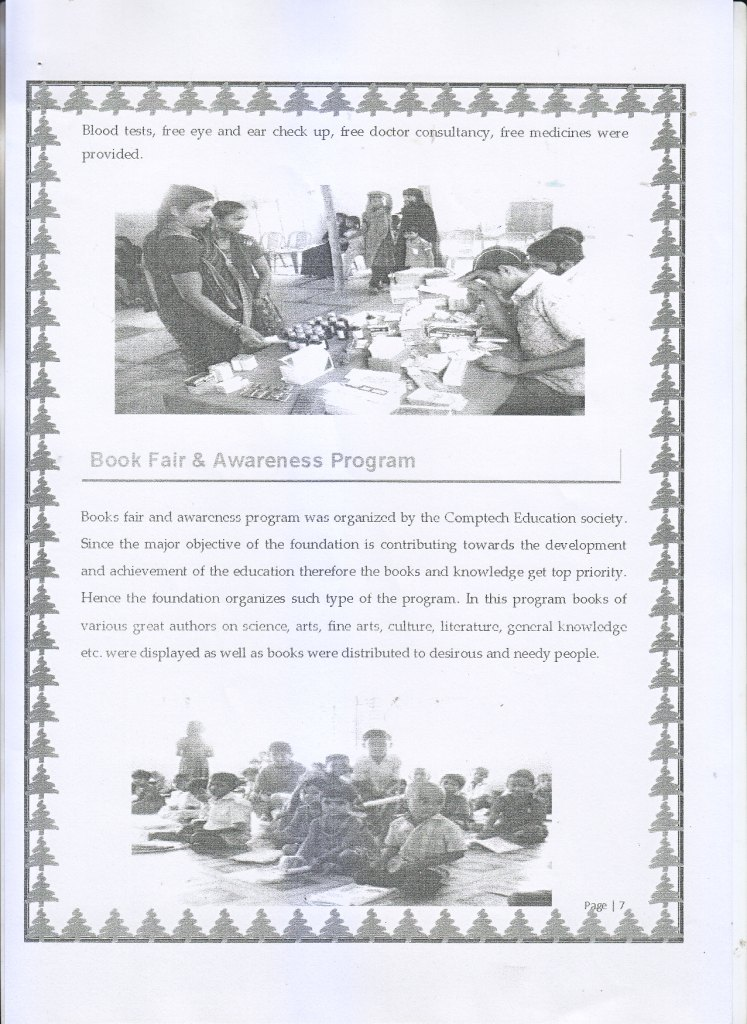 Blood tests, free eye and ear check up, free doctor consultancy, free medicines were
provided.
Book Fair & Awareness Program
Books fair and awareness program was organized by the Comptech Education society.
Since the major objective of the foundation is contributing towards the development
and achievement of the education therefore the books and knowledge get top priority.
Hence the foundation organizes such type of the program. In this program books of
various great authors on science, arts, fine arts, culture, literature, general knowledge
etc. were displayed as well as books were distributed to desirous and needy people.
Page | 7